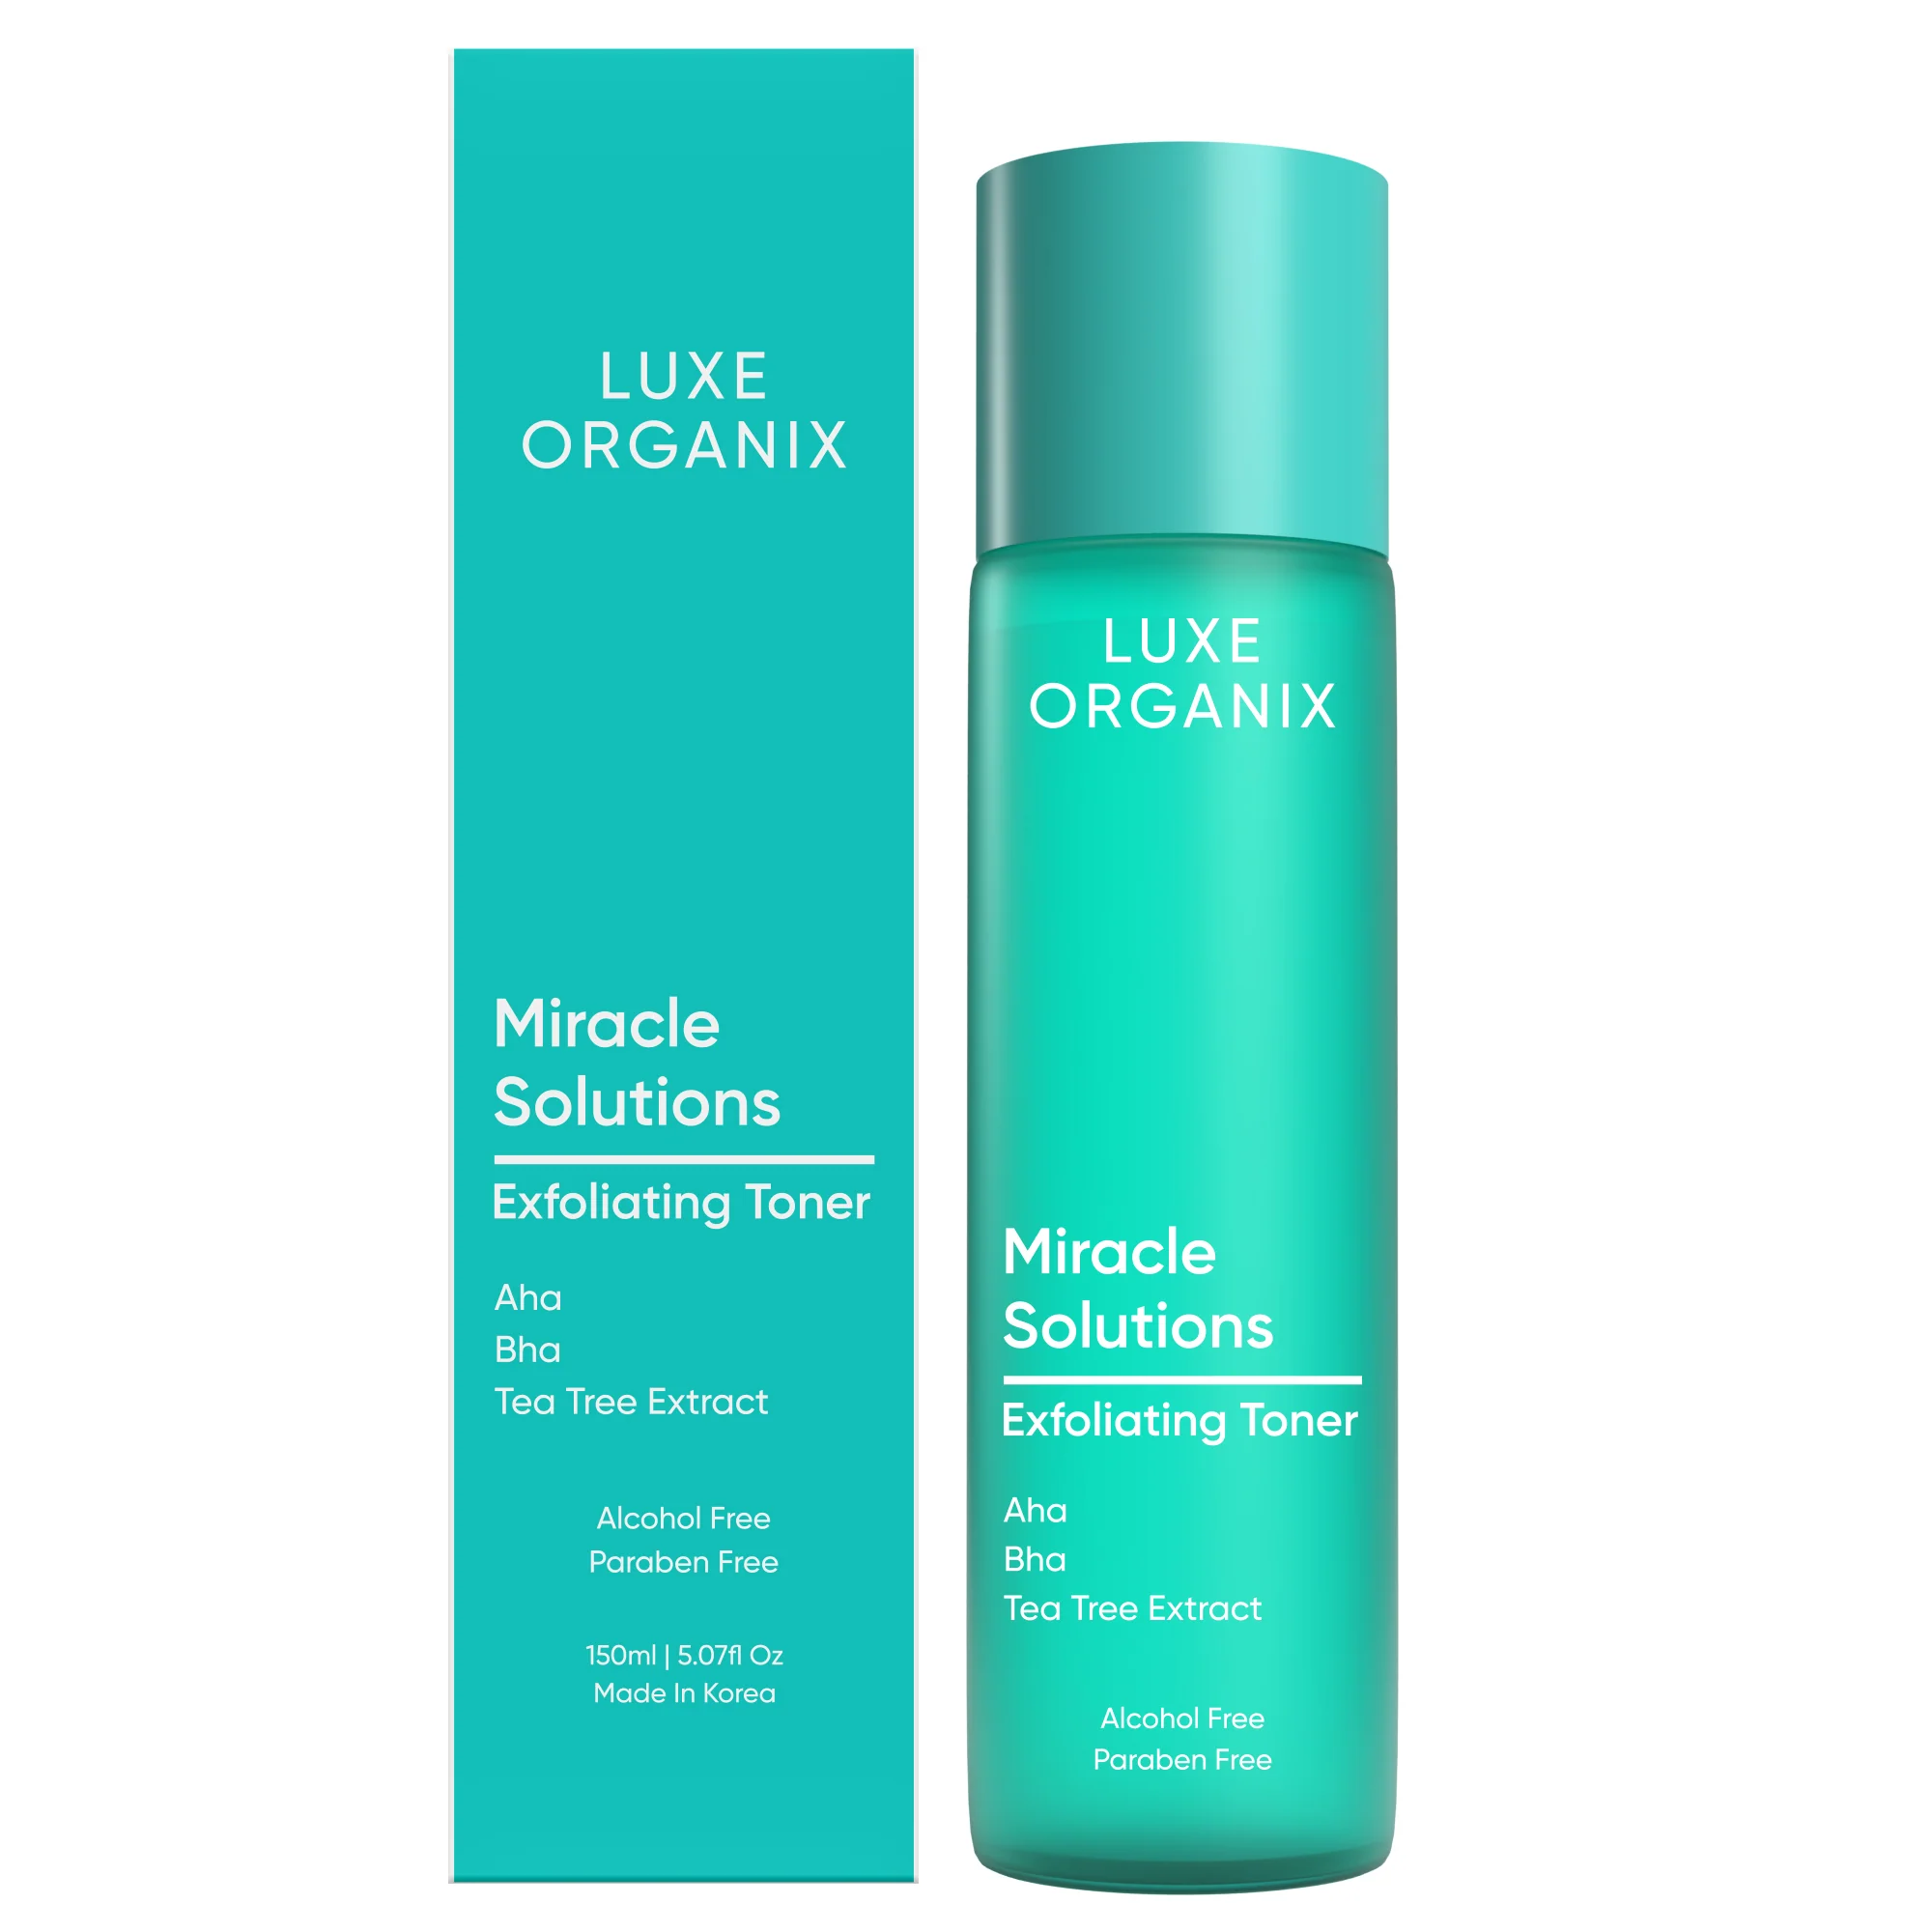 LUXE
ORGANIX
Miracle
Solutions
Exfoliating Toner
Aha
Bha
Tea Tree Extract
Alcohol Free
Paraben Free
150ml | 5.07fl Oz
Made In Korea
LUXE
ORGANIX
Miracle
Solutions
Exfoliating Toner
Aha
Bha
Tea Tree Extract
Alcohol Free
Paraben Free